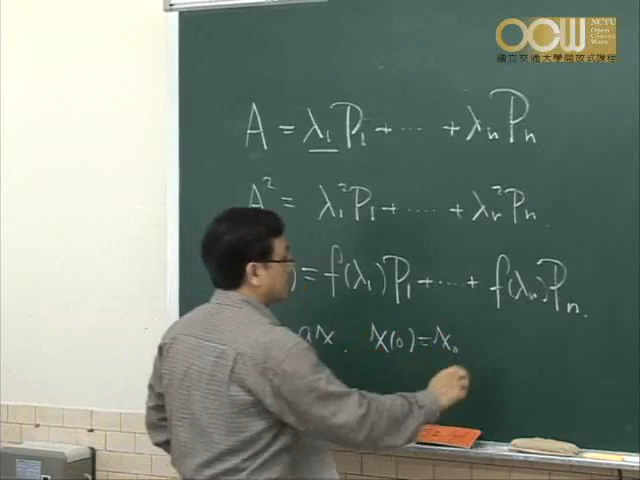 OCW NCTU Open Course Ware
國立交通大學開放式課程
A = λ₁P₁ + ··· + λₙPₙ
A² = λ₁²P₁ + ···· + λₙ²Pₙ.
) = f(λ₁)P₁ + ··· + f(λₙ)Pₙ.
ax. x(0) = x₀